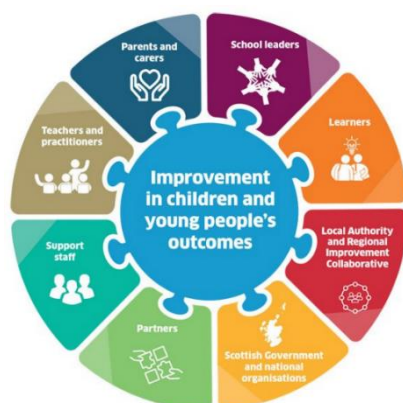 Parents and
carers
School leaders
Teachers and
practitioners
Learners
Improvement
in children and
young people's
outcomes
Support
staff
Local Authority
and Regional
Improvement
Collaborative
Partners
Scottish Government
and national
organisations